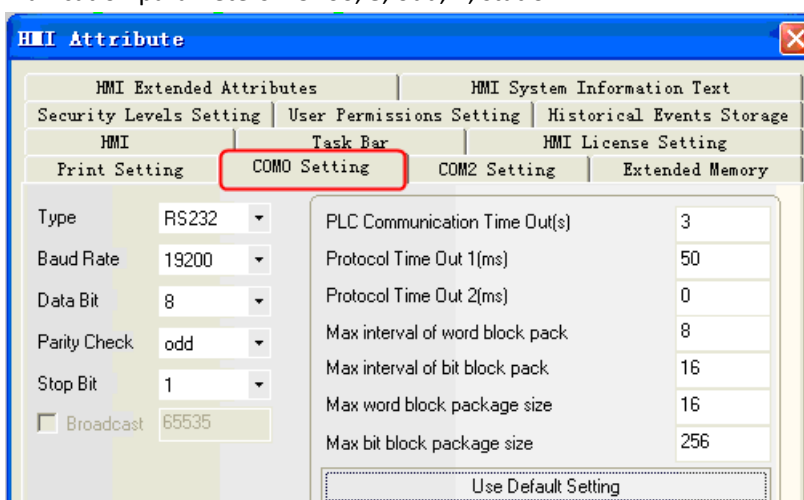 HMI Attribute
HMI Extended Attributes HMI System Information Text
Security Levels Setting User Permissions Setting Historical Events Storage
HMI Task Bar HMI License Setting
Print Setting COM0 Setting COM2 Setting Extended Memory
Type RS232 PLC Communication Time Out(s) 3
Baud Rate 19200 Protocol Time Out 1(ms) 50
Data Bit 8 Protocol Time Out 2(ms) 0
Parity Check odd Max interval of word block pack 8
Stop Bit 1 Max interval of bit block pack 16
Broadcast 65535 Max word block package size 16
Max bit block package size 256
Use Default Setting